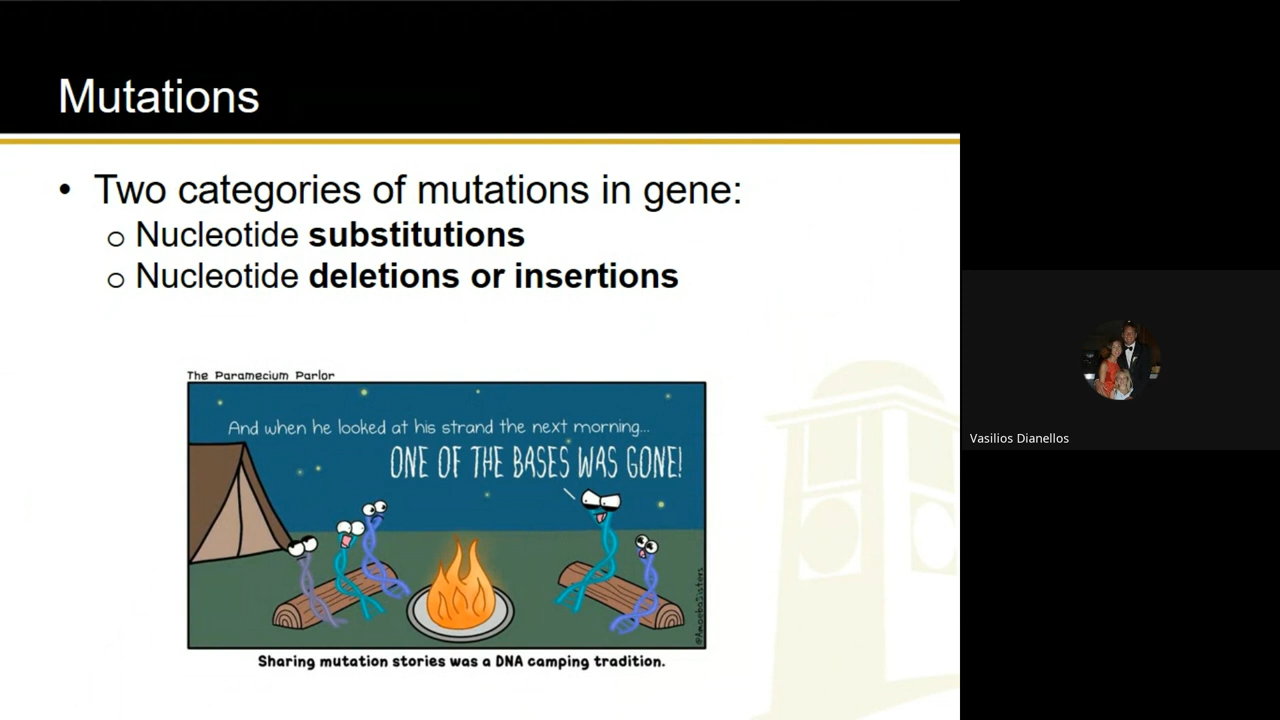 Mutations
• Two categories of mutations in gene:
o Nucleotide substitutions
o Nucleotide deletions or insertions
The Paramecium Parlor
And when he looked at his strand the next morning...
ONE OF THE BASES WAS GONE!
@AmoebaSisters
Sharing mutation stories was a DNA camping tradition.
Vasilios Dianellos